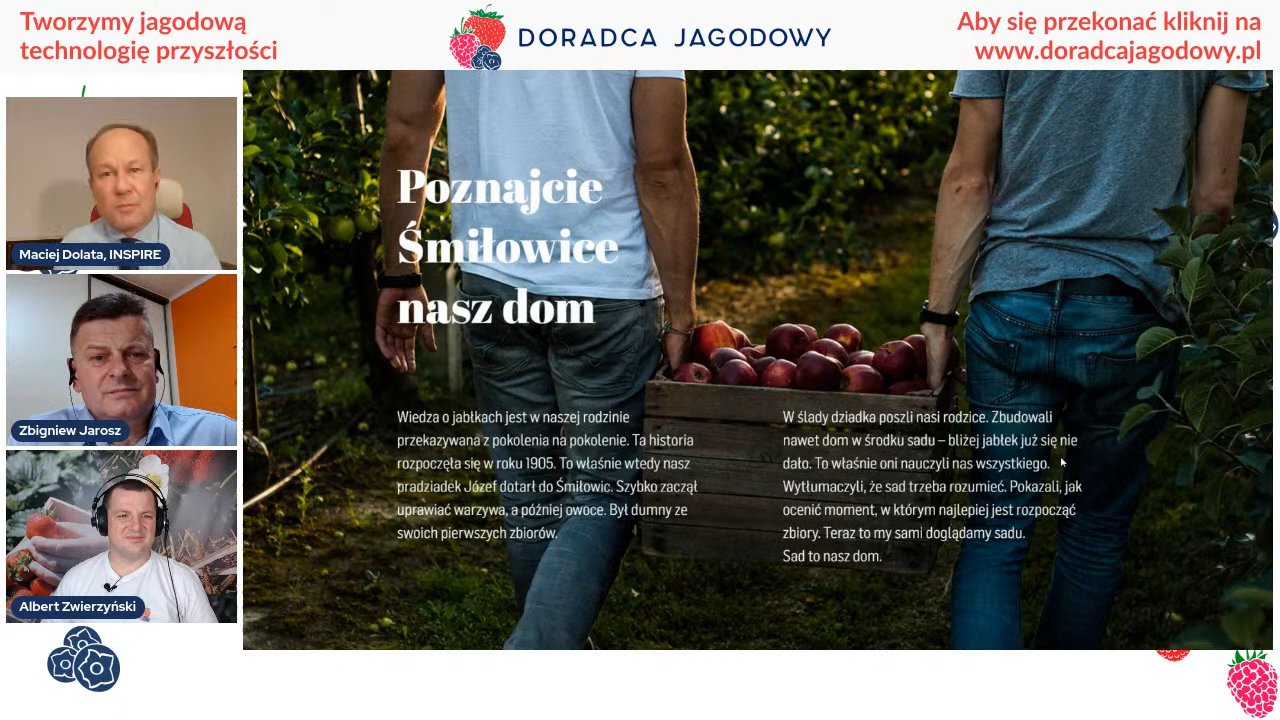 Tworzymy jagodową
technologię przyszłości
DORADCA JAGODOWY
Aby się przekonać kliknij na
www.doradcajagodowy.pl
Maciej Dolata, INSPIRE
Zbigniew Jarosz
Albert Zwierzyński
Poznajcie
Śmiłowice
nasz dom
Wiedza o jabłkach jest w naszej rodzinie
przekazywana z pokolenia na pokolenie. Ta historia
rozpoczęła się w roku 1905. To właśnie wtedy nasz
pradziadek Józef dotarł do Śmiłowic. Szybko zaczął
uprawiać warzywa, a później owoce. Był dumny ze
swoich pierwszych zbiorów.
W ślady dziadka poszli nasi rodzice. Zbudowali
nawet dom w środku sadu – bliżej jabłek już się nie
dało. To właśnie oni nauczyli nas wszystkiego.
Wytłumaczyli, że sad trzeba rozumieć. Pokazali, jak
ocenić moment, w którym najlepiej jest rozpocząć
zbiory. Teraz to my sami doglądamy sadu.
Sad to nasz dom.